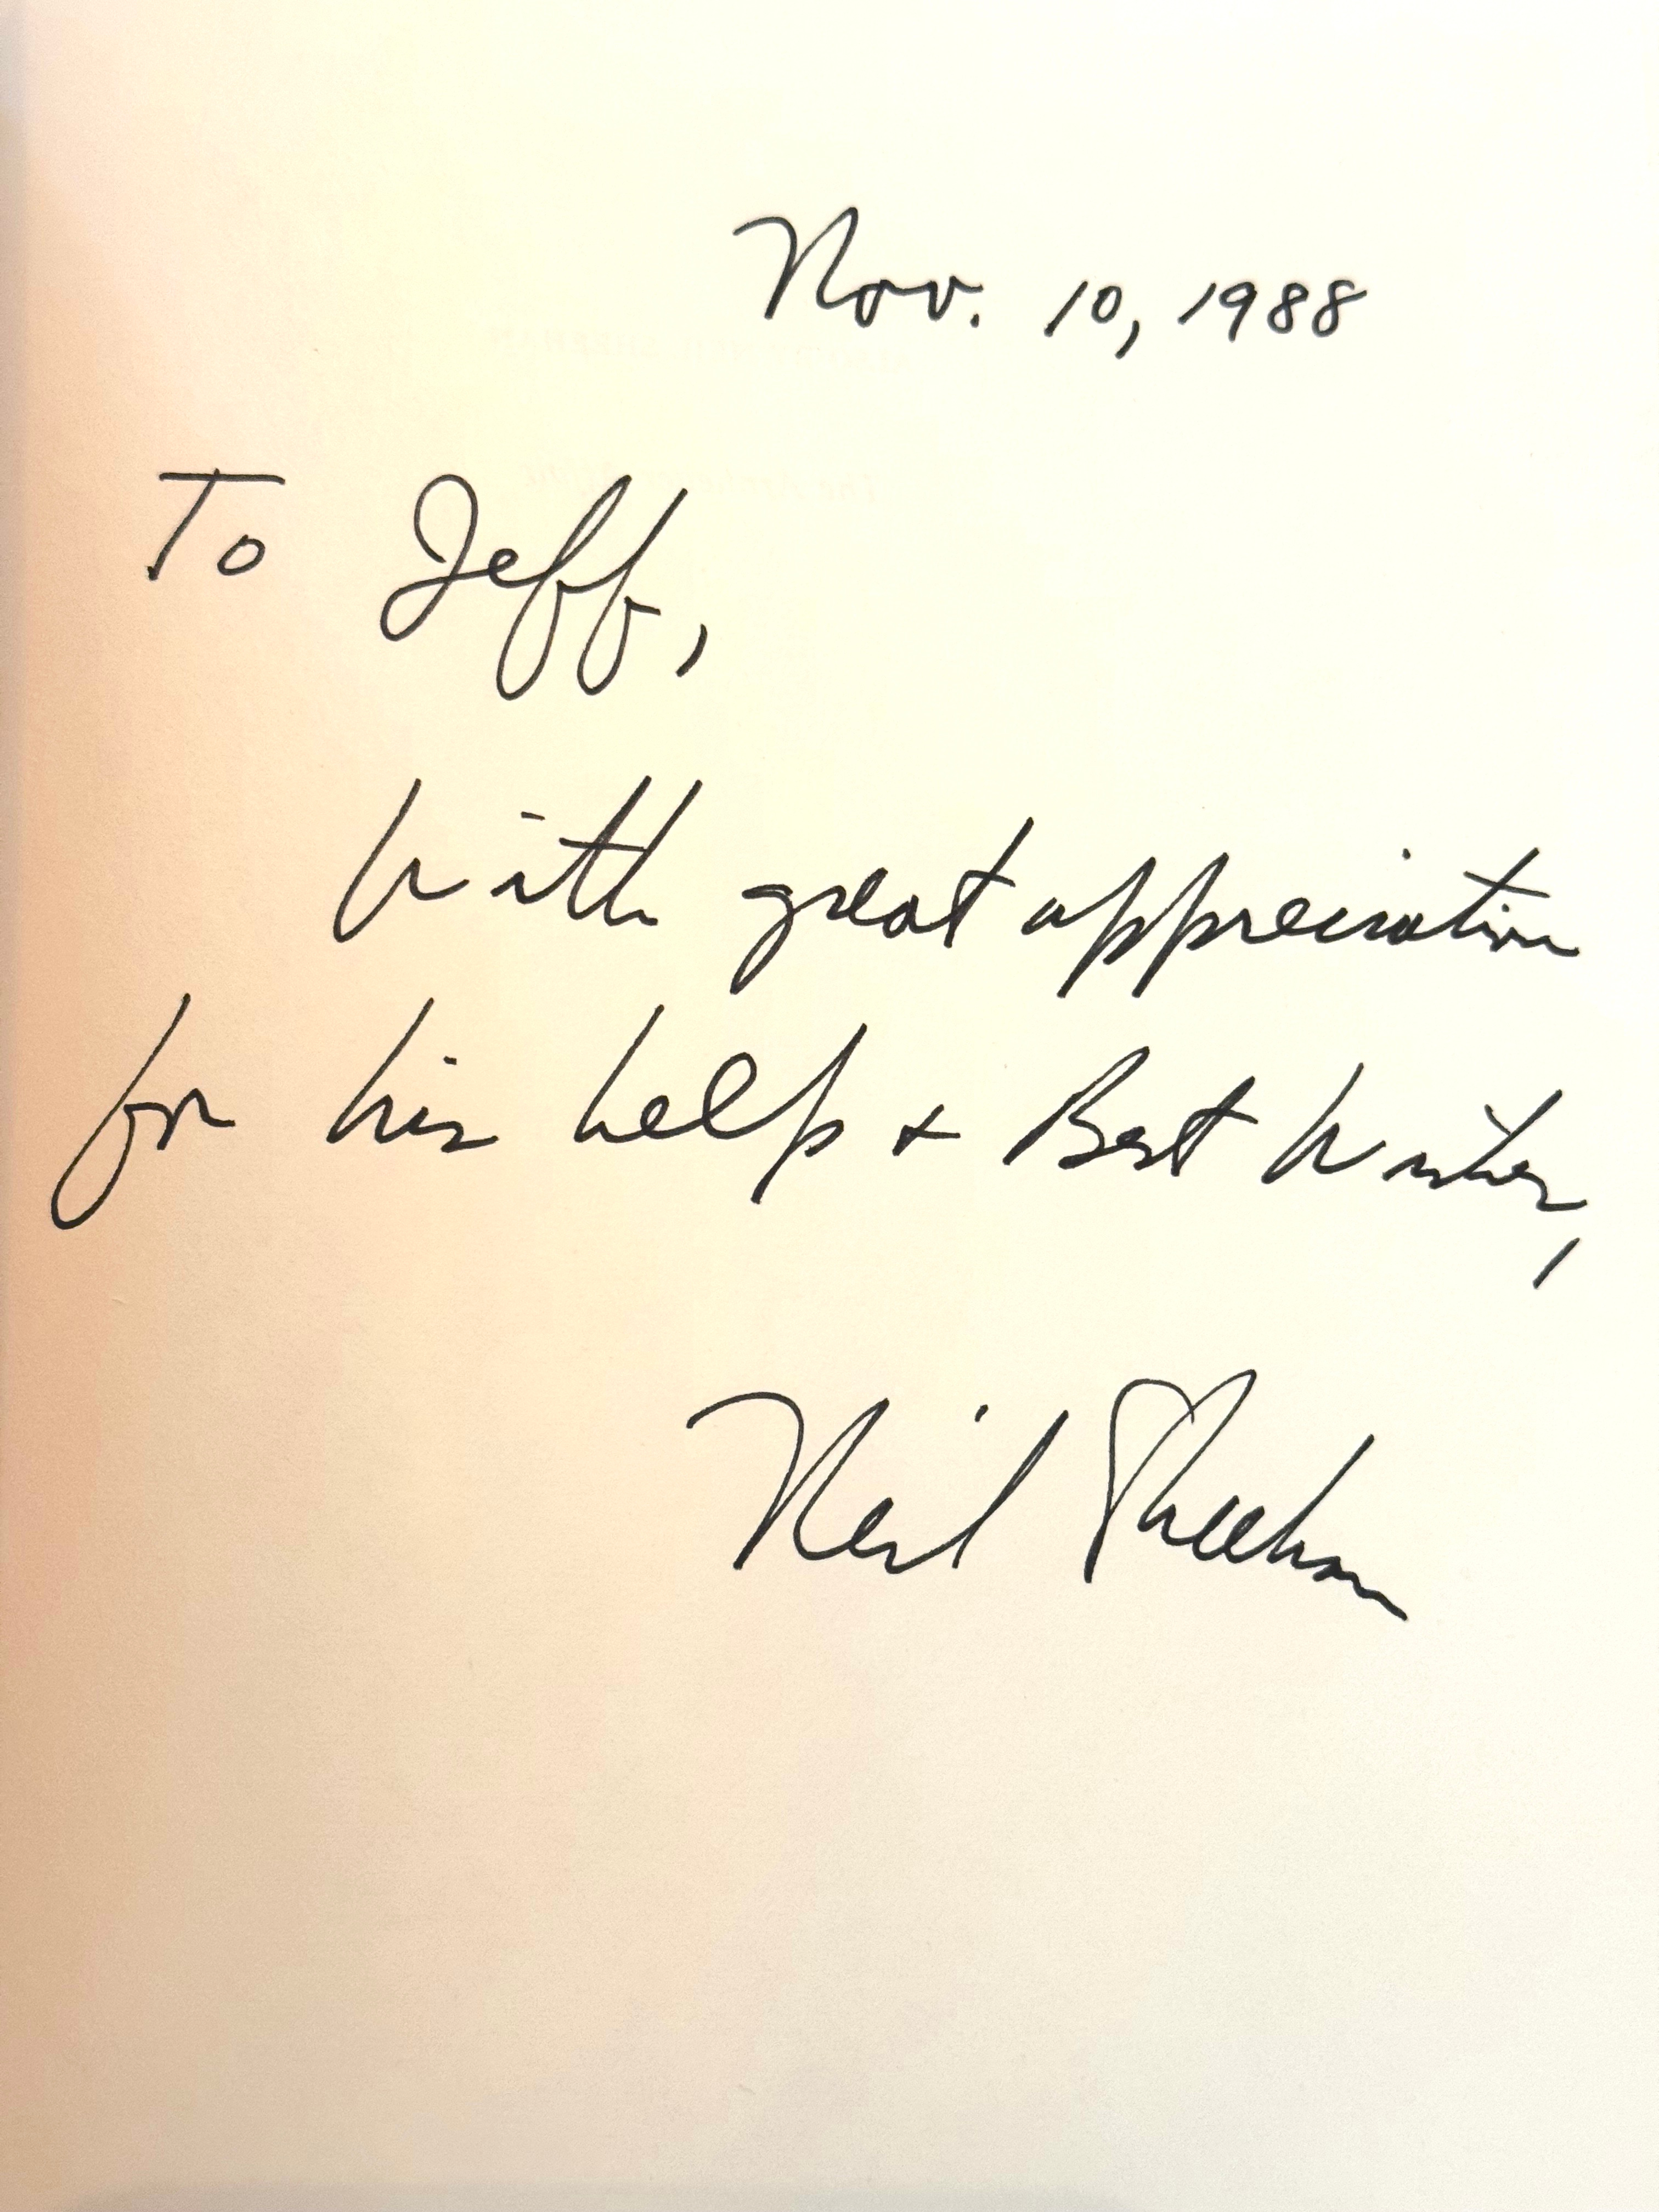 Nov. 10, 1988
To Jeff,
With great appreciation
for his help + Best Wishes,
Neil Sheehan